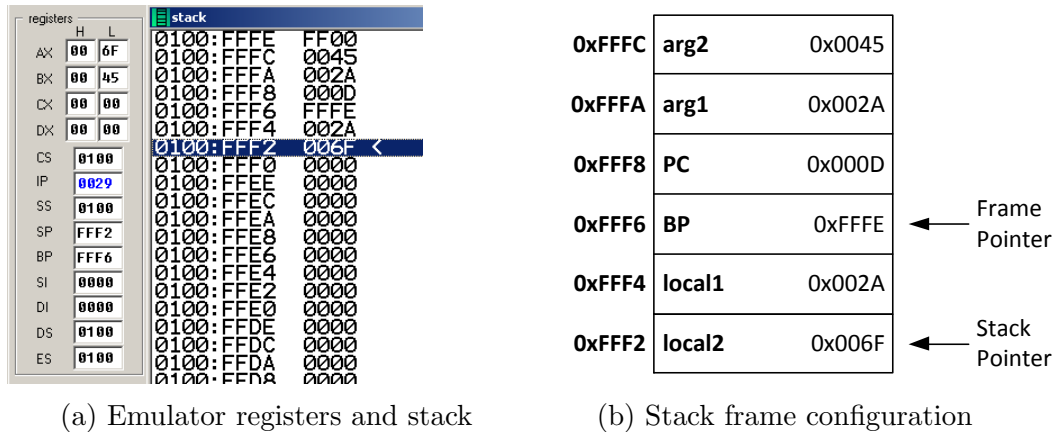 registers
H L
AX 00 6F
BX 00 45
CX 00 00
DX 00 00
CS 0100
IP 0029
SS 0100
SP FFF2
BP FFF6
SI 0000
DI 0000
DS 0100
ES 0100
stack
0100:FFFE FF00
0100:FFFC 0045
0100:FFFA 002A
0100:FFF8 000D
0100:FFF6 FFFE
0100:FFF4 002A
0100:FFF2 006F <
0100:FFF0 0000
0100:FFEE 0000
0100:FFEC 0000
0100:FFEA 0000
0100:FFE8 0000
0100:FFE6 0000
0100:FFE4 0000
0100:FFE2 0000
0100:FFE0 0000
0100:FFDE 0000
0100:FFDC 0000
0100:FFDA 0000
0100:FFD8 0000
(a) Emulator registers and stack
0xFFFC arg2 0x0045
0xFFFA arg1 0x002A
0xFFF8 PC 0x000D
0xFFF6 BP 0xFFFE
Frame
Pointer
0xFFF4 local1 0x002A
0xFFF2 local2 0x006F
Stack
Pointer
(b) Stack frame configuration